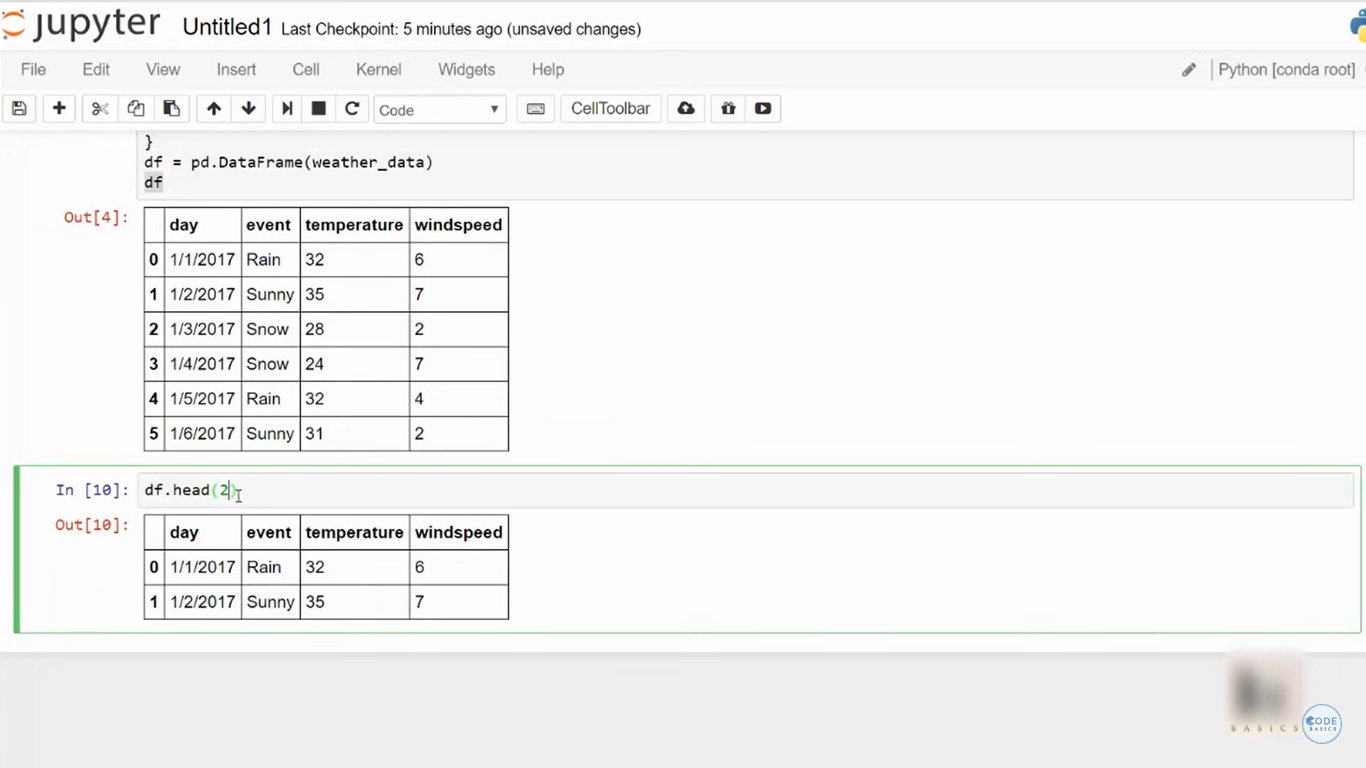 jupyter Untitled1 Last Checkpoint: 5 minutes ago (unsaved changes)
File Edit View Insert Cell Kernel Widgets Help Python [conda root]
Code CellToolbar
}
df = pd.DataFrame(weather_data)
df
Out[4]:
day event temperature windspeed
0 1/1/2017 Rain 32 6
1 1/2/2017 Sunny 35 7
2 1/3/2017 Snow 28 2
3 1/4/2017 Snow 24 7
4 1/5/2017 Rain 32 4
5 1/6/2017 Sunny 31 2
In [10]: df.head(2)
Out[10]:
day event temperature windspeed
0 1/1/2017 Rain 32 6
1 1/2/2017 Sunny 35 7
BASICS
CODE
BASICS